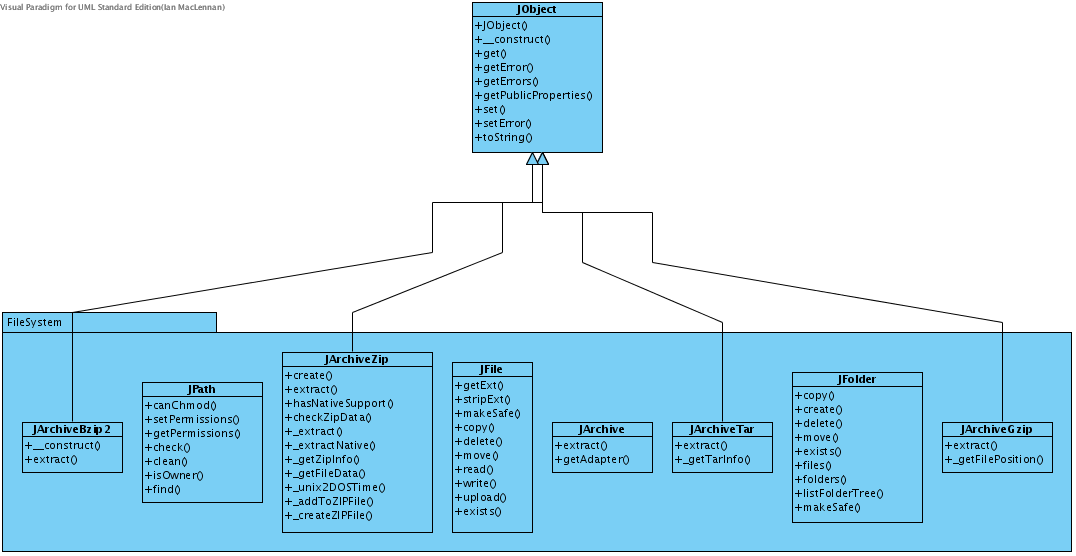 Visual Paradigm for UML Standard Edition(Ian MacLennan)
JObject
+JObject()
+__construct()
+get()
+getError()
+getErrors()
+getPublicProperties()
+set()
+setError()
+toString()
FileSystem
JArchiveBzip2
+__construct()
+extract()
JPath
+canChmod()
+setPermissions()
+getPermissions()
+check()
+clean()
+isOwner()
+find()
JArchiveZip
+create()
+extract()
+hasNativeSupport()
+checkZipData()
+_extract()
+_extractNative()
+_getZipInfo()
+_getFileData()
+_unix2DOSTime()
+_addToZIPFile()
+_createZIPFile()
JFile
+getExt()
+stripExt()
+makeSafe()
+copy()
+delete()
+move()
+read()
+write()
+upload()
+exists()
JArchive
+extract()
+getAdapter()
JArchiveTar
+extract()
+_getTarInfo()
JFolder
+copy()
+create()
+delete()
+move()
+exists()
+files()
+folders()
+listFolderTree()
+makeSafe()
JArchiveGzip
+extract()
+_getFilePosition()